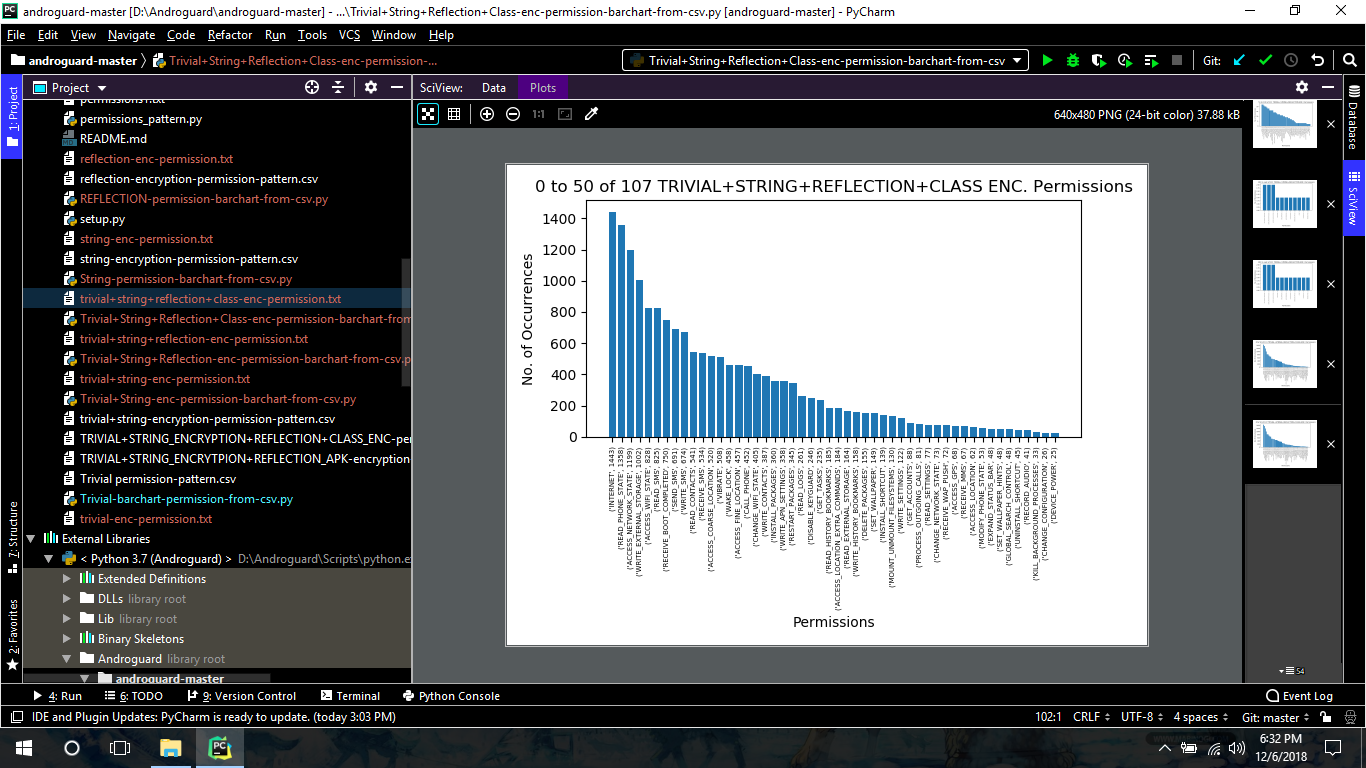 androguard-master [D:\Androguard\androguard-master] - ...\Trivial+String+Reflection+Class-enc-permission-barchart-from-csv.py [androguard-master] - PyCharm
File Edit View Navigate Code Refactor Run Tools VCS Window Help
androguard-master Trivial+String+Reflection+Class-enc-permission-... Trivial+String+Reflection+Class-enc-permission-barchart-from-csv Git:
1: Project
Project
permissions1.txt
permissions_pattern.py
README.md
reflection-enc-permission.txt
reflection-encryption-permission-pattern.csv
REFLECTION-permission-barchart-from-csv.py
setup.py
string-enc-permission.txt
string-encryption-permission-pattern.csv
String-permission-barchart-from-csv.py
trivial+string+reflection+class-enc-permission.txt
Trivial+String+Reflection+Class-enc-permission-barchart-from
trivial+string+reflection-enc-permission.txt
Trivial+String+Reflection-enc-permission-barchart-from-csv.p
trivial+string-enc-permission.txt
Trivial+String-enc-permission-barchart-from-csv.py
trivial+string-encryption-permission-pattern.csv
TRIVIAL+STRING_ENCRYPTION+REFLECTION+CLASS_ENC-pe
TRIVIAL+STRING_ENCRTYPTION+REFLECTION_APK-encryption
Trivial permission-pattern.csv
Trivial-barchart-permission-from-csv.py
trivial-enc-permission.txt
External Libraries
< Python 3.7 (Androguard) > D:\Androguard\Scripts\python.e
Extended Definitions
DLLs library root
Lib library root
Binary Skeletons
Androguard library root
androguard-master
7: Structure
2: Favorites
SciView: Data Plots
1:1
640x480 PNG (24-bit color) 37.88 kB
0 to 50 of 107 TRIVIAL+STRING+REFLECTION+CLASS ENC. Permissions
No. of Occurrences
1400
1200
1000
800
600
400
200
0
('INTERNET', 1443)
('READ_PHONE_STATE', 1358)
('ACCESS_NETWORK_STATE', 1199)
('WRITE_EXTERNAL_STORAGE', 1002)
('ACCESS_WIFI_STATE', 828)
('READ_SMS', 825)
('RECEIVE_BOOT_COMPLETED', 750)
('SEND_SMS', 691)
('WRITE_SMS', 674)
('READ_CONTACTS', 541)
('RECEIVE_SMS', 534)
('ACCESS_COARSE_LOCATION', 520)
('VIBRATE', 508)
('WAKE_LOCK', 458)
('ACCESS_FINE_LOCATION', 457)
('CALL_PHONE', 452)
('CHANGE_WIFI_STATE', 405)
('WRITE_CONTACTS', 387)
('INSTALL_PACKAGES', 360)
('WRITE_APN_SETTINGS', 358)
('RESTART_PACKAGES', 345)
('READ_LOGS', 261)
('DISABLE_KEYGUARD', 246)
('GET_TASKS', 235)
('READ_HISTORY_BOOKMARKS', 185)
('ACCESS_LOCATION_EXTRA_COMMANDS', 184)
('READ_EXTERNAL_STORAGE', 164)
('WRITE_HISTORY_BOOKMARKS', 158)
('DELETE_PACKAGES', 155)
('SET_WALLPAPER', 149)
('INSTALL_SHORTCUT', 139)
('MOUNT_UNMOUNT_FILESYSTEMS', 130)
('WRITE_SETTINGS', 122)
('GET_ACCOUNTS', 88)
('PROCESS_OUTGOING_CALLS', 81)
('READ_SETTINGS', 77)
('CHANGE_NETWORK_STATE', 73)
('RECEIVE_WAP_PUSH', 72)
('ACCESS_GPS', 68)
('RECEIVE_MMS', 67)
('ACCESS_LOCATION', 62)
('MODIFY_PHONE_STATE', 53)
('EXPAND_STATUS_BAR', 48)
('SET_WALLPAPER_HINTS', 48)
('GLOBAL_SEARCH_CONTROL', 48)
('UNINSTALL_SHORTCUT', 45)
('RECORD_AUDIO', 41)
('KILL_BACKGROUND_PROCESSES', 33)
('CHANGE_CONFIGURATION', 26)
('DEVICE_POWER', 25)
Permissions
54
Database
SciView
4: Run 6: TODO 9: Version Control Terminal Python Console Event Log
IDE and Plugin Updates: PyCharm is ready to update. (today 3:03 PM) 102:1 CRLF UTF-8 4 spaces Git: master
6:32 PM
12/6/2018